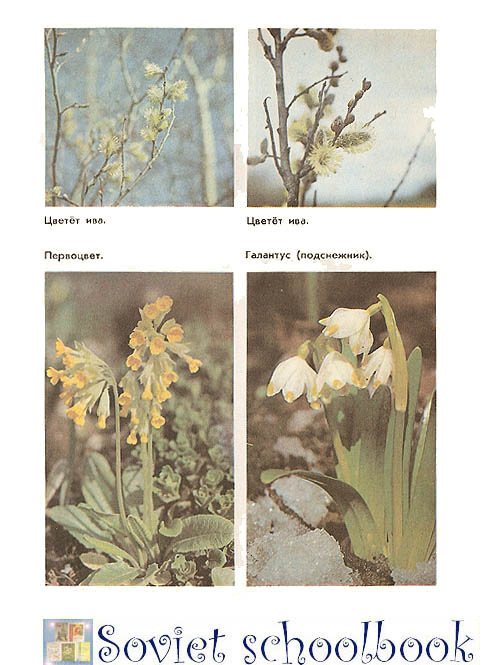 Цветёт ива.
Цветёт ива.
Первоцвет.
Галантус (подснежник).
Soviet schoolbook